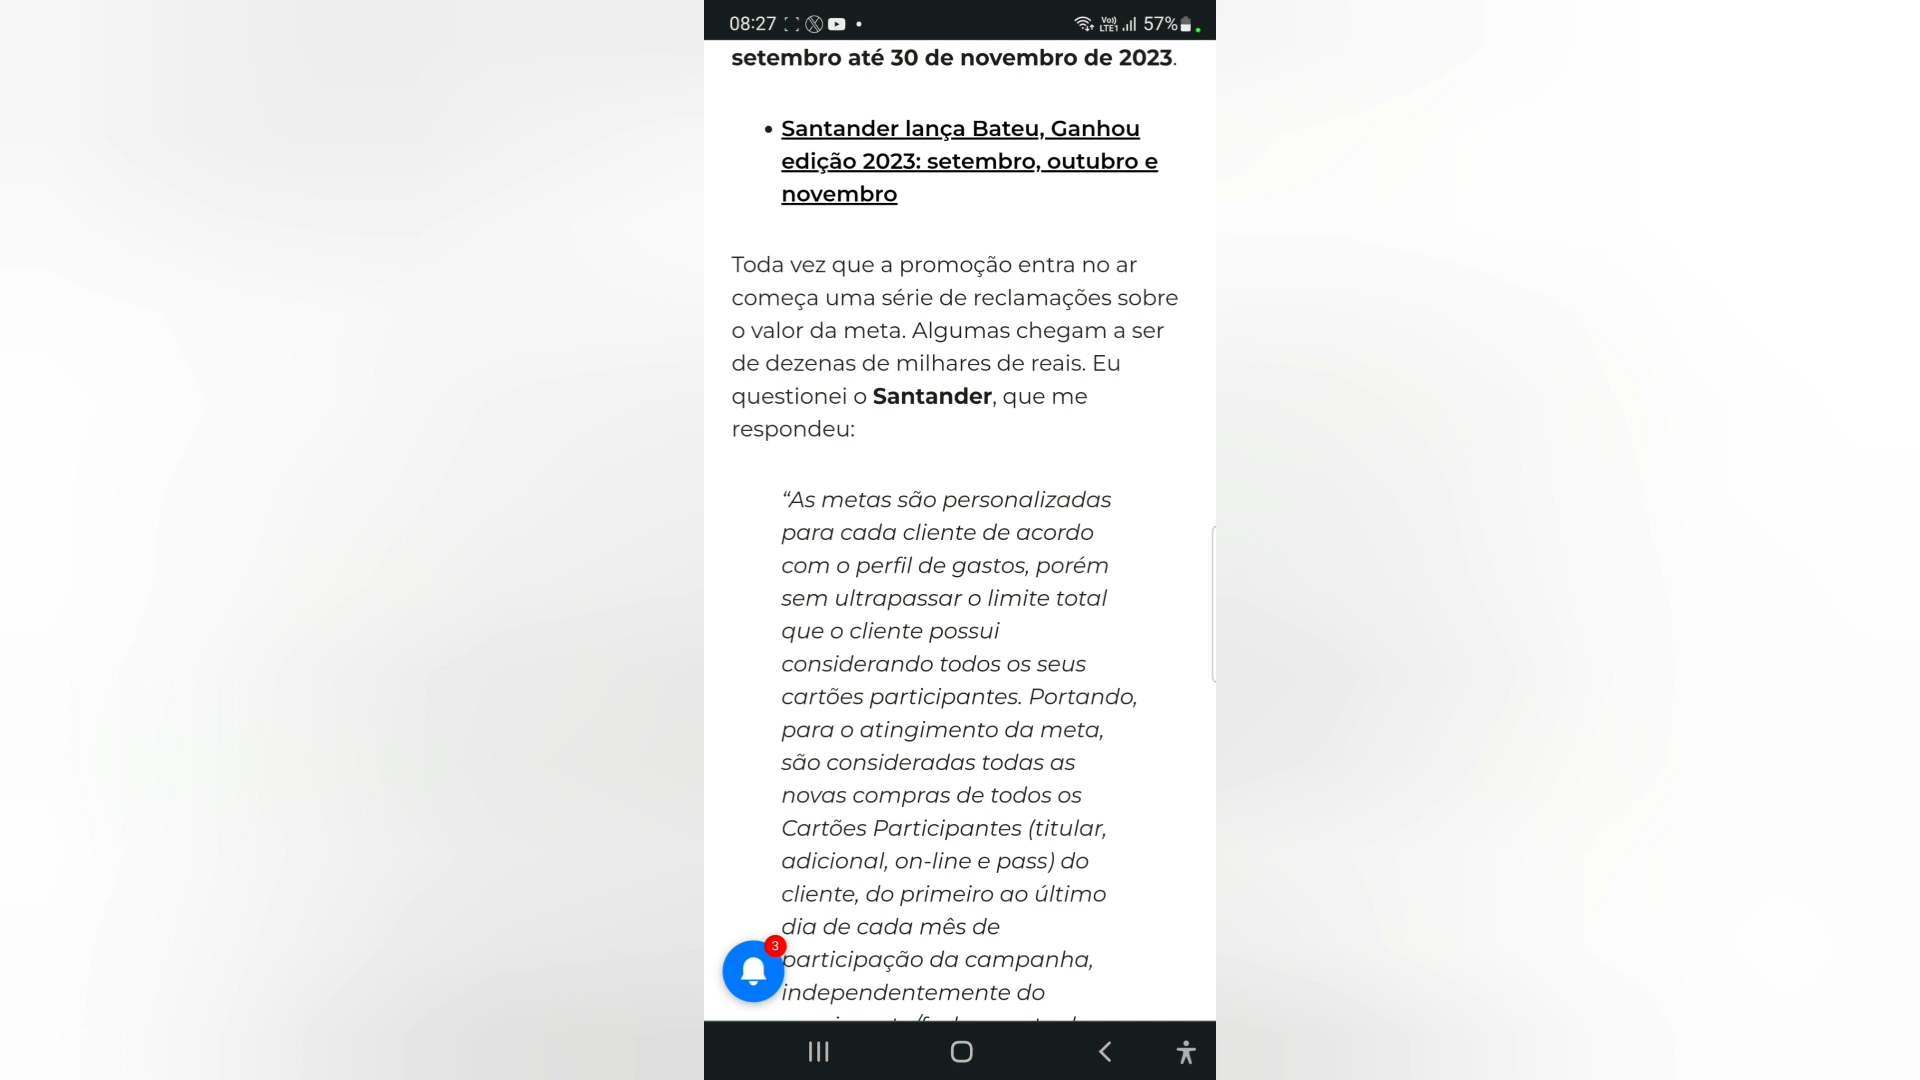 08:27
Vo)) LTE1 57%
setembro até 30 de novembro de 2023.
• Santander lança Bateu, Ganhou
edição 2023: setembro, outubro e
novembro
Toda vez que a promoção entra no ar
começa uma série de reclamações sobre
o valor da meta. Algumas chegam a ser
de dezenas de milhares de reais. Eu
questionei o Santander, que me
respondeu:
“As metas são personalizadas
para cada cliente de acordo
com o perfil de gastos, porém
sem ultrapassar o limite total
que o cliente possui
considerando todos os seus
cartões participantes. Portando,
para o atingimento da meta,
são consideradas todas as
novas compras de todos os
Cartões Participantes (titular,
adicional, on-line e pass) do
cliente, do primeiro ao último
dia de cada mês de
participação da campanha,
independentemente do
3